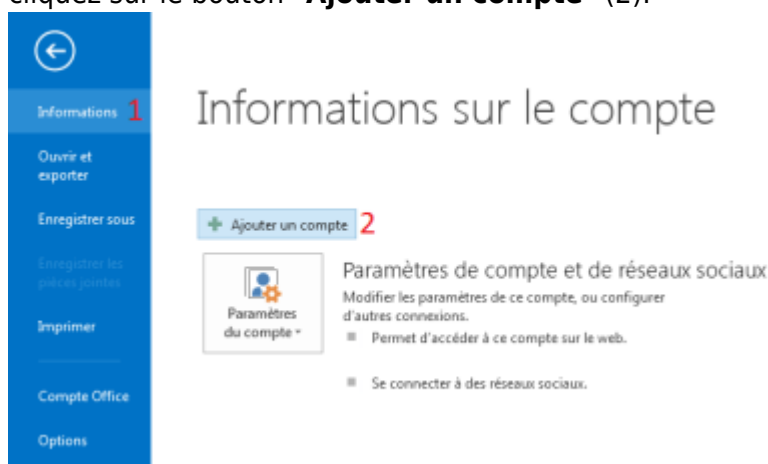 cliquez sur le bouton "Ajouter un compte" (2).
Informations 1
Informations sur le compte
Ouvrir et
exporter
Enregistrer sous
Enregistrer les
pièces jointes
Imprimer
Compte Office
Options
Ajouter un compte 2
Paramètres
du compte
Paramètres de compte et de réseaux sociaux
Modifier les paramètres de ce compte, ou configurer
d'autres connexions.
Permet d'accéder à ce compte sur le web.
Se connecter à des réseaux sociaux.